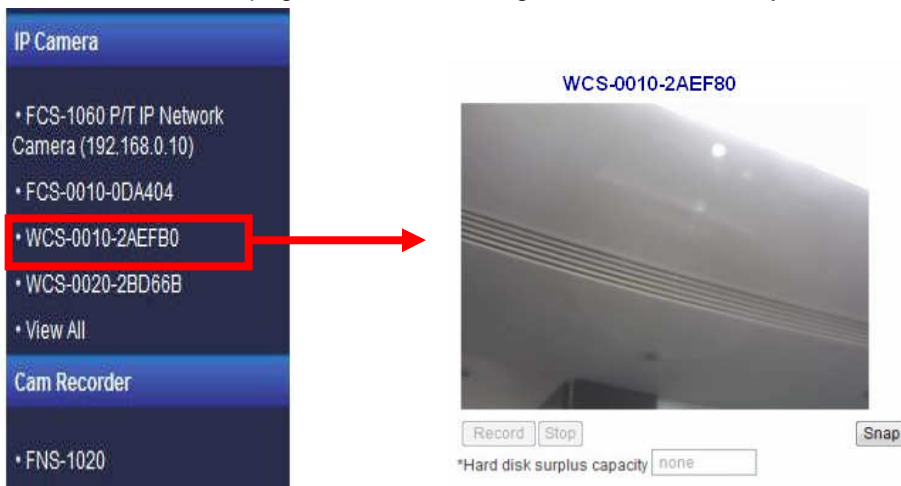 IP Camera
• FCS-1060 P/T IP Network
Camera (192.168.0.10)
• FCS-0010-0DA404
• WCS-0010-2AEFB0
• WCS-0020-2BD66B
• View All
Cam Recorder
• FNS-1020
WCS-0010-2AEF80
Record Stop Snap
*Hard disk surplus capacity none